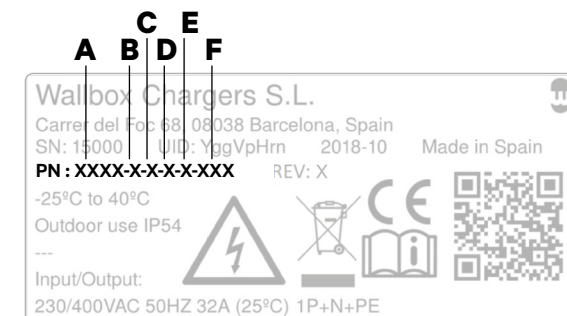 C E
A B D F
Wallbox Chargers S.L.
Carrer del Foc 68, 08038 Barcelona, Spain
SN: 15000 UID: YggVpHrn 2018-10 Made in Spain
PN : XXXX-X-X-X-X-XXX REV: X
-25ºC to 40ºC
Outdoor use IP54
---
Input/Output:
230/400VAC 50HZ 32A (25ºC) 1P+N+PE
CE
i